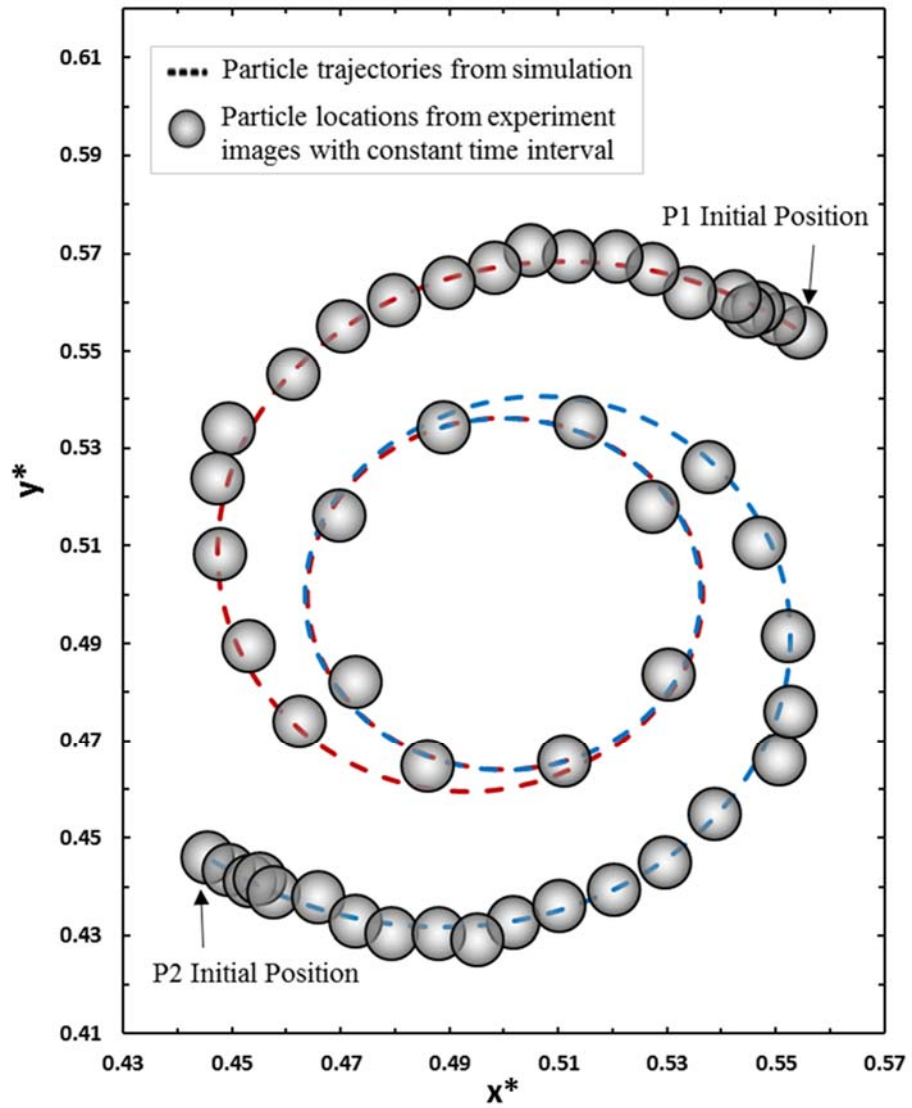 0.61
Particle trajectories from simulation
Particle locations from experiment
images with constant time interval
0.59
P1 Initial Position
0.57
0.55
0.53
y*
0.51
0.49
0.47
0.45
0.43
P2 Initial Position
0.41
0.43 0.45 0.47 0.49 0.51 0.53 0.55 0.57
x*